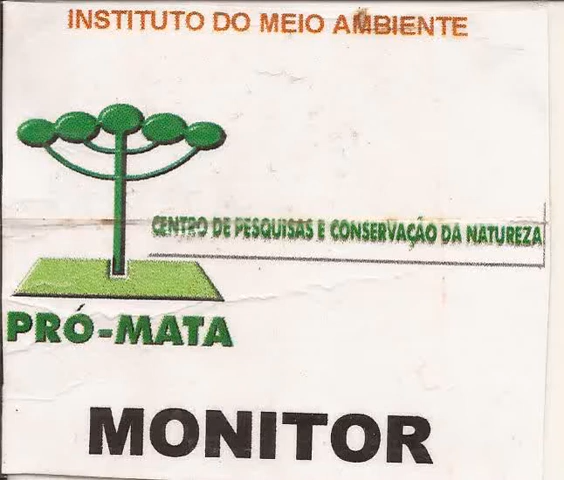 INSTITUTO DO MEIO AMBIENTE
CENTRO DE PESQUISAS E CONSERVAÇÃO DA NATUREZA
PRÓ-MATA
MONITOR